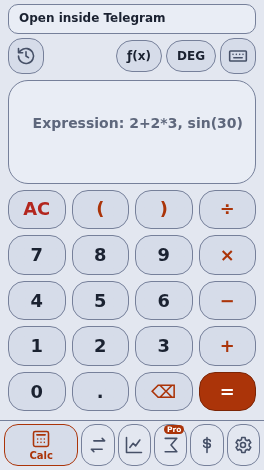 Open inside Telegram
ƒ(x) DEG
Expression: 2+2*3, sin(30)
AC ( ) ÷
7 8 9 ×
4 5 6 −
1 2 3 +
0 . ⌫ =
Pro
Σ $
Calc